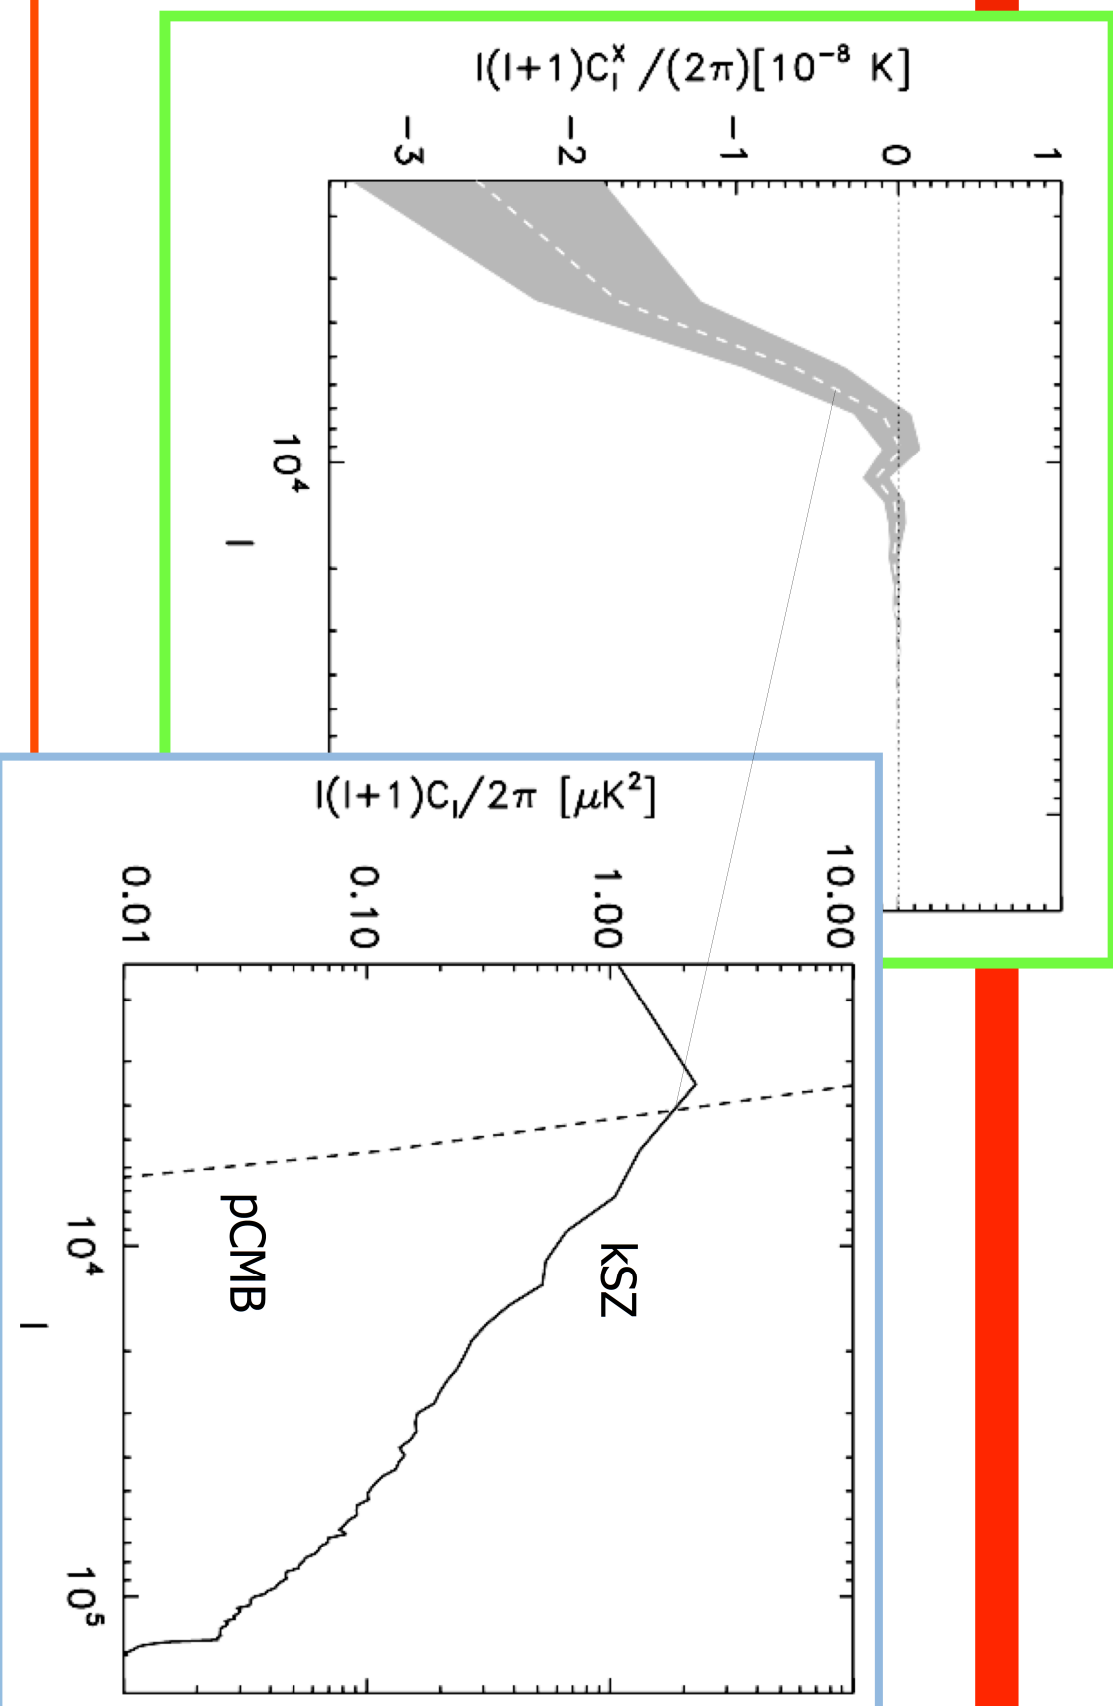 l(l+1)C_l^x /(2π)[10^-8 K]
1
0
-1
-2
-3
10^4
l
l(l+1)C_l/2π [μK^2]
10.00
1.00
0.10
0.01
kSZ
pCMB
10^4
10^5
l